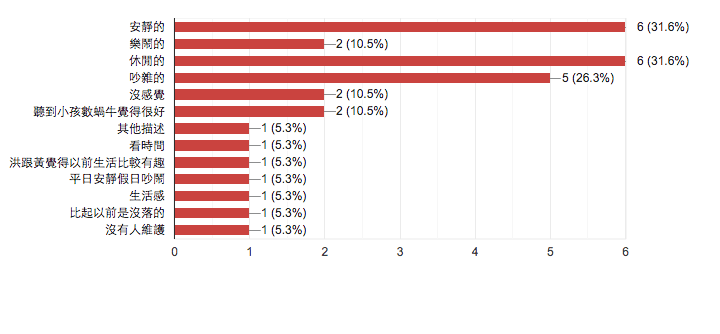 安靜的 6 (31.6%)
樂鬧的 2 (10.5%)
休閒的 6 (31.6%)
吵雜的 5 (26.3%)
沒感覺 2 (10.5%)
聽到小孩數蝸牛覺得很好 2 (10.5%)
其他描述 1 (5.3%)
看時間 1 (5.3%)
洪跟黃覺得以前生活比較有趣 1 (5.3%)
平日安靜假日吵鬧 1 (5.3%)
生活感 1 (5.3%)
比起以前是沒落的 1 (5.3%)
沒有人維護 1 (5.3%)
0 1 2 3 4 5 6